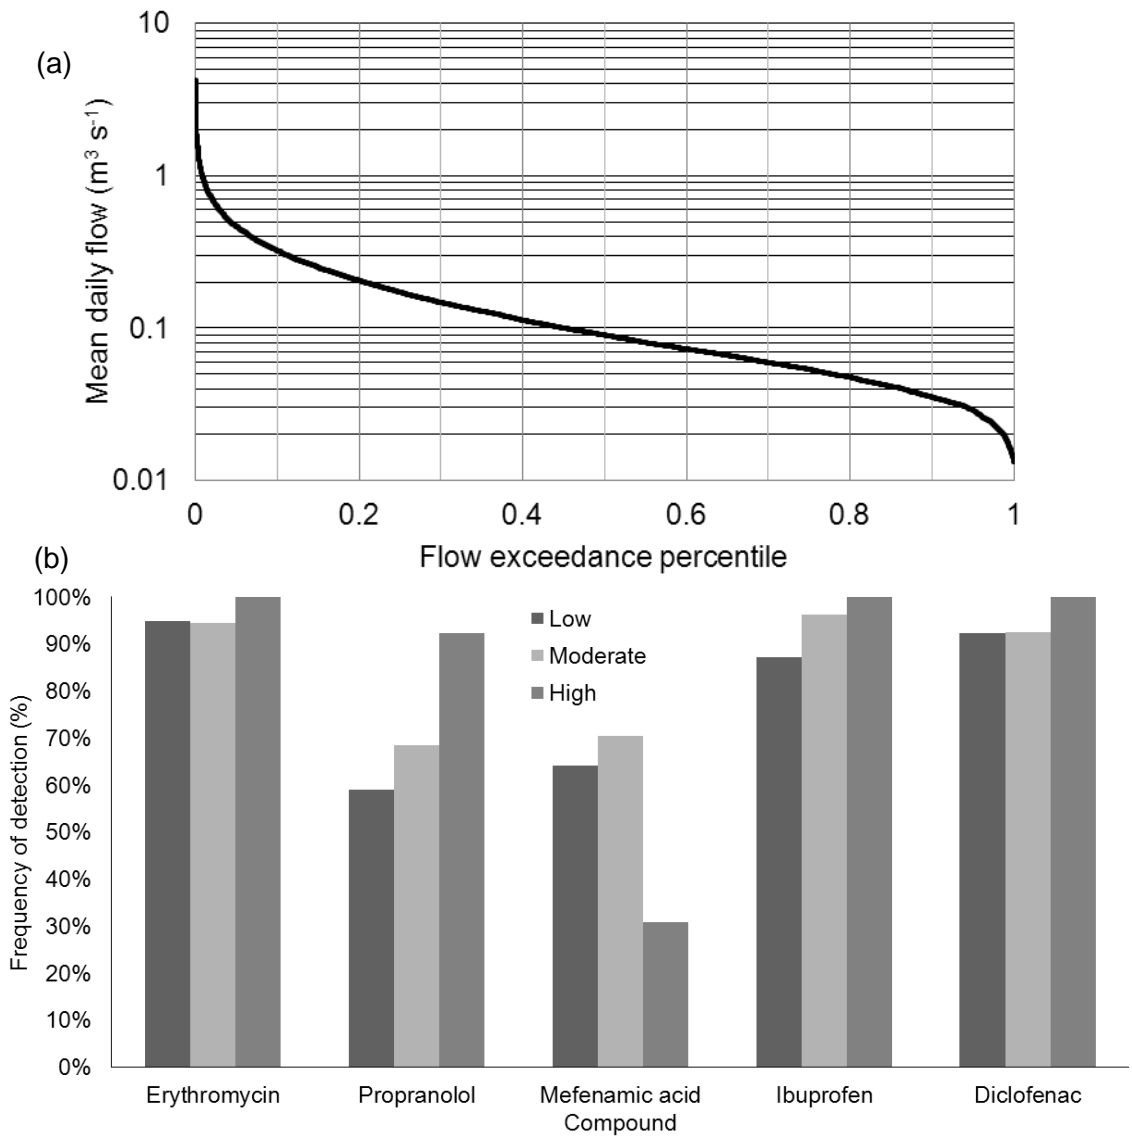 (a)
Mean daily flow (m³ s⁻¹)
10
1
0.1
0.01
0
0.2
0.4
0.6
0.8
1
Flow exceedance percentile
(b)
Frequency of detection (%)
100%
90%
80%
70%
60%
50%
40%
30%
20%
10%
0%
Low
Moderate
High
Erythromycin
Propranolol
Mefenamic acid
Ibuprofen
Diclofenac
Compound